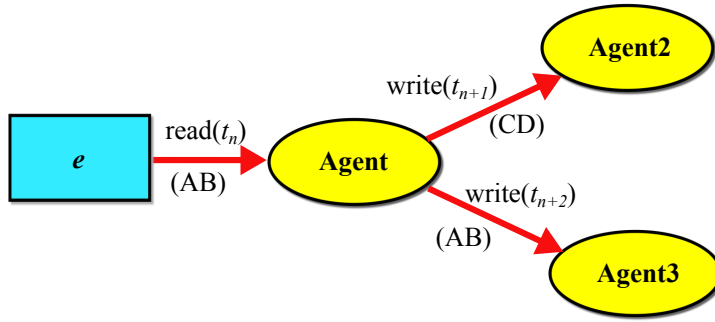 e
read(tn)
(AB)
Agent
write(tn+1)
(CD)
Agent2
write(tn+2)
(AB)
Agent3